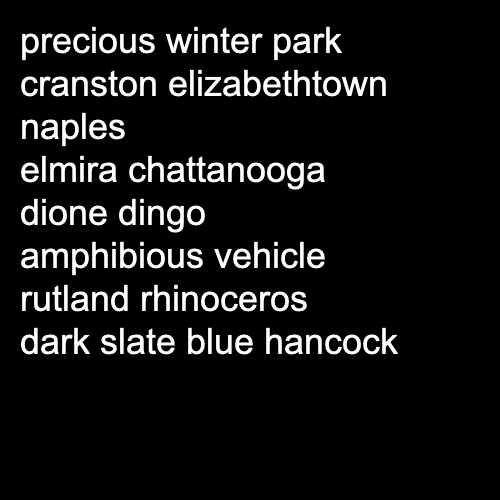 precious winter park
cranston elizabethtown
naples
elmira chattanooga
dione dingo
amphibious vehicle
rutland rhinoceros
dark slate blue hancock